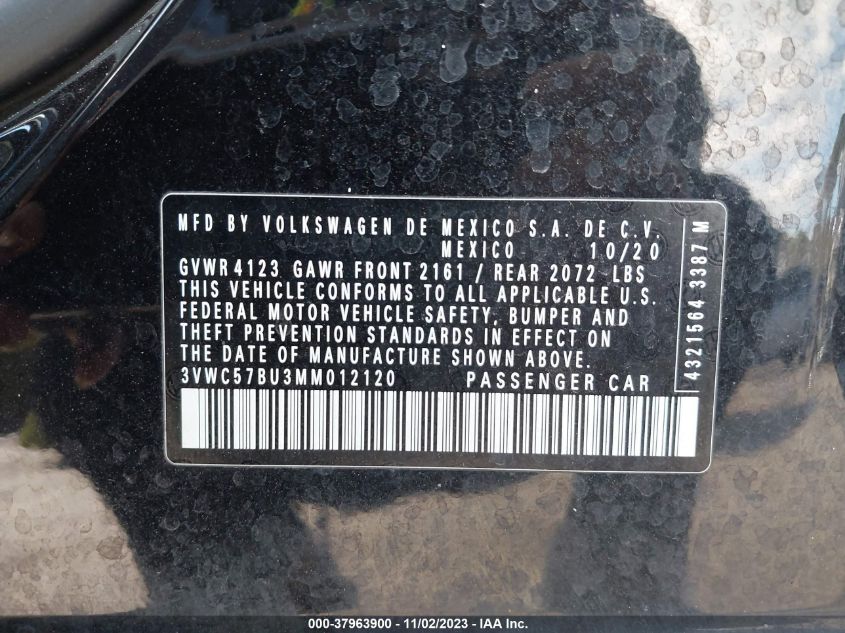 MFD BY VOLKSWAGEN DE MEXICO S.A. DE C.V.
MEXICO 10/20
GVWR 4123 GAWR FRONT 2161 / REAR 2072 LBS
THIS VEHICLE CONFORMS TO ALL APPLICABLE U.S.
FEDERAL MOTOR VEHICLE SAFETY, BUMPER AND
THEFT PREVENTION STANDARDS IN EFFECT ON
THE DATE OF MANUFACTURE SHOWN ABOVE.
3VWC57BU3MM012120 PASSENGER CAR
4321564 3387 M
000-37963900 - 11/02/2023 - IAA Inc.